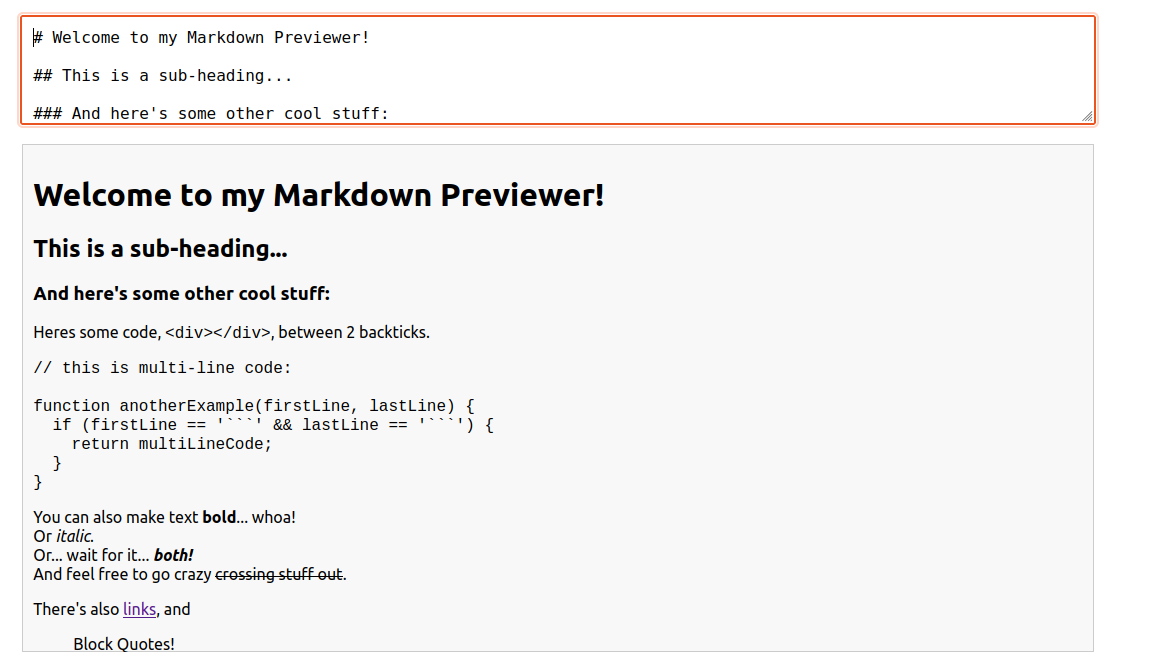 # Welcome to my Markdown Previewer!
## This is a sub-heading...
### And here's some other cool stuff:
Welcome to my Markdown Previewer!
This is a sub-heading...
And here's some other cool stuff:
Heres some code, <div></div>, between 2 backticks.
// this is multi-line code:
function anotherExample(firstLine, lastLine) {
  if (firstLine == '```' && lastLine == '```') {
    return multiLineCode;
  }
}
You can also make text bold... whoa!
Or italic.
Or... wait for it... both!
And feel free to go crazy crossing stuff out.
There's also links, and
Block Quotes!